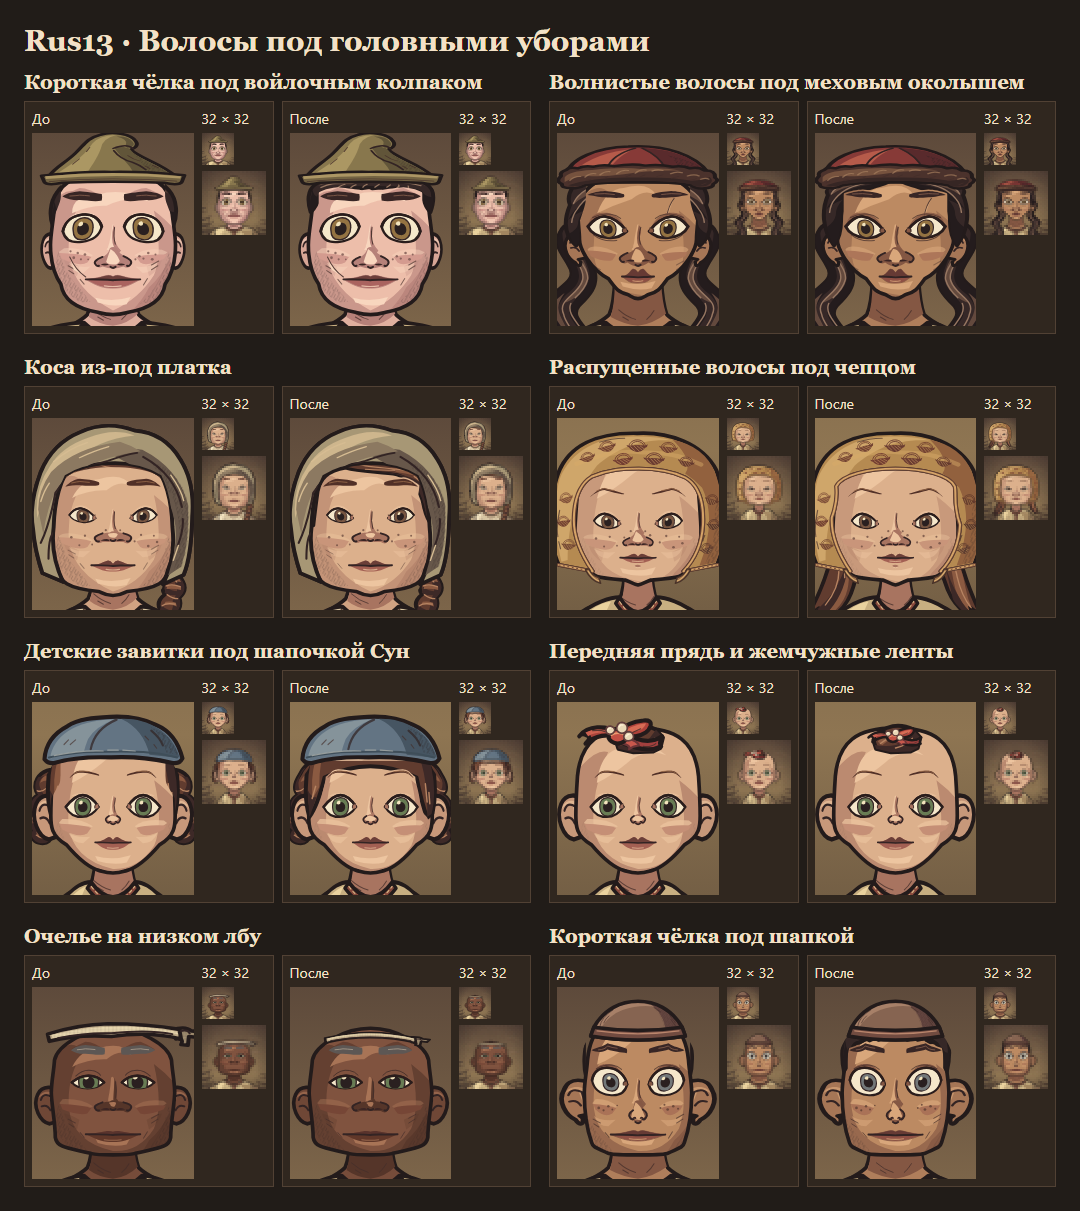 Rus13 · Волосы под головными уборами
Короткая чёлка под войлочным колпаком
До 32 × 32 После 32 × 32
Волнистые волосы под меховым околышем
До 32 × 32 После 32 × 32
Коса из-под платка
До 32 × 32 После 32 × 32
Распущенные волосы под чепцом
До 32 × 32 После 32 × 32
Детские завитки под шапочкой Сун
До 32 × 32 После 32 × 32
Передняя прядь и жемчужные ленты
До 32 × 32 После 32 × 32
Очелье на низком лбу
До 32 × 32 После 32 × 32
Короткая чёлка под шапкой
До 32 × 32 После 32 × 32